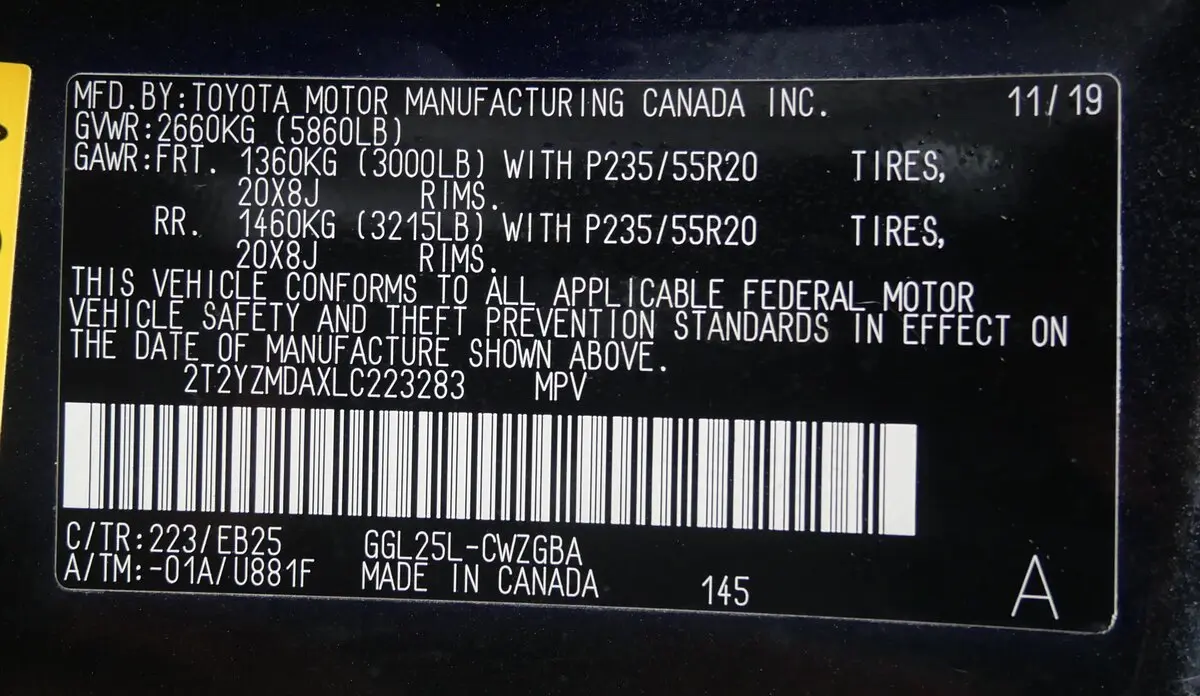 MFD.BY:TOYOTA MOTOR MANUFACTURING CANADA INC. 11/19
GVWR:2660KG (5860LB)
GAWR:FRT. 1360KG (3000LB) WITH P235/55R20 TIRES,
20X8J RIMS.
RR. 1460KG (3215LB) WITH P235/55R20 TIRES,
20X8J RIMS.
THIS VEHICLE CONFORMS TO ALL APPLICABLE FEDERAL MOTOR
VEHICLE SAFETY AND THEFT PREVENTION STANDARDS IN EFFECT ON
THE DATE OF MANUFACTURE SHOWN ABOVE.
2T2YZMDAXLC223283 MPV
C/TR:223/EB25 GGL25L-CWZGBA
A/TM:-01A/U881F MADE IN CANADA 145 A